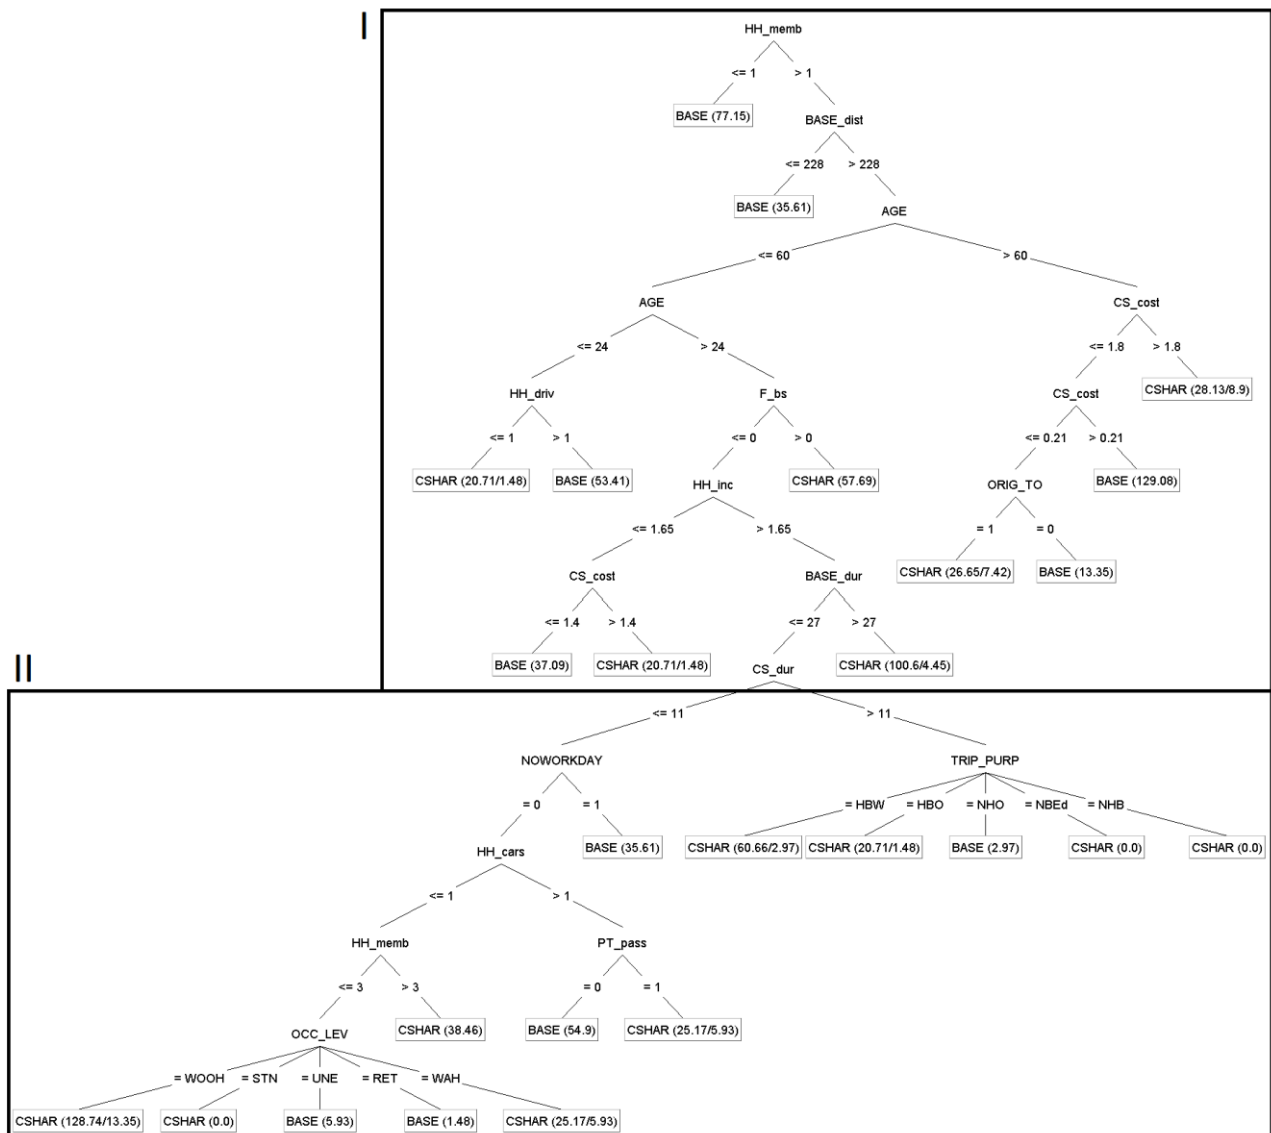 I
HH_memb
<= 1 > 1
BASE (77.15)
BASE_dist
<= 228 > 228
BASE (35.61)
AGE
<= 60 > 60
AGE CS_cost
<= 24 > 24 <= 1.8 > 1.8
HH_driv F_bs CS_cost CSHAR (28.13/8.9)
<= 1 > 1 <= 0 > 0 <= 0.21 > 0.21
CSHAR (20.71/1.48) BASE (53.41) HH_inc CSHAR (57.69) ORIG_TO BASE (129.08)
<= 1.65 > 1.65 = 1 = 0
CS_cost BASE_dur CSHAR (26.65/7.42) BASE (13.35)
<= 1.4 > 1.4 <= 27 > 27
II
BASE (37.09) CSHAR (20.71/1.48) CS_dur CSHAR (100.6/4.45)
<= 11 > 11
NOWORKDAY TRIP_PURP
= 0 = 1 = HBW = HBO = NHO = NBEd = NHB
HH_cars BASE (35.61) CSHAR (60.66/2.97) CSHAR (20.71/1.48) BASE (2.97) CSHAR (0.0) CSHAR (0.0)
<= 1 > 1
HH_memb PT_pass
<= 3 > 3 = 0 = 1
OCC_LEV CSHAR (38.46) BASE (54.9) CSHAR (25.17/5.93)
= WOOH = STN = UNE = RET = WAH
CSHAR (128.74/13.35) CSHAR (0.0) BASE (5.93) BASE (1.48) CSHAR (25.17/5.93)